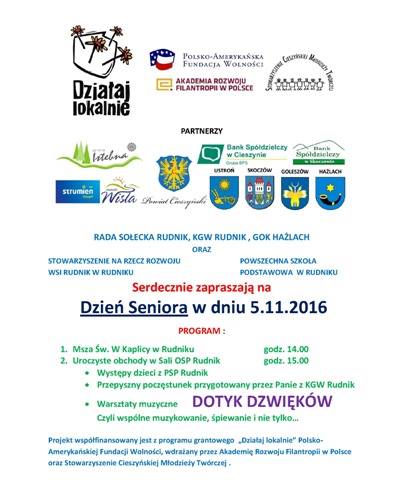 Działaj
lokalnie
POLSKO-AMERYKAŃSKA
FUNDACJA WOLNOŚCI
AKADEMIA ROZWOJU
FILANTROPII W POLSCE
STOWARZYSZENIE CIESZYŃSKIEJ MŁODZIEŻY TWÓRCZEJ
PARTNERZY
Istebna
Bank Spółdzielczy
w Cieszynie
Grupa BPS
Bank
Spółdzielczy
w Skoczowie
strumień
Wisła
Powiat Cieszyński
USTROŃ
SKOCZÓW
GOLESZÓW
HAŻLACH
RADA SOŁECKA RUDNIK, KGW RUDNIK , GOK HAŻLACH
ORAZ
STOWARZYSZENIE NA RZECZ ROZWOJU POWSZECHNA SZKOŁA
WSI RUDNIK W RUDNIKU PODSTAWOWA W RUDNIKU
Serdecznie zapraszają na
Dzień Seniora w dniu 5.11.2016
PROGRAM :
1. Msza Św. W Kaplicy w Rudniku godz. 14.00
2. Uroczyste obchody w Sali OSP Rudnik godz. 15.00
• Występy dzieci z PSP Rudnik
• Przepyszny poczęstunek przygotowany przez Panie z KGW Rudnik
• Warsztaty muzyczne DOTYK DZWIĘKÓW
Czyli wspólne muzykowanie, śpiewanie i nie tylko…
Projekt współfinansowany jest z programu grantowego „Działaj lokalnie” Polsko-
Amerykańskiej Fundacji Wolności, wdrażany przez Akademię Rozwoju Filantropii w Polsce
oraz Stowarzyszenie Cieszyńskiej Młodzieży Twórczej .